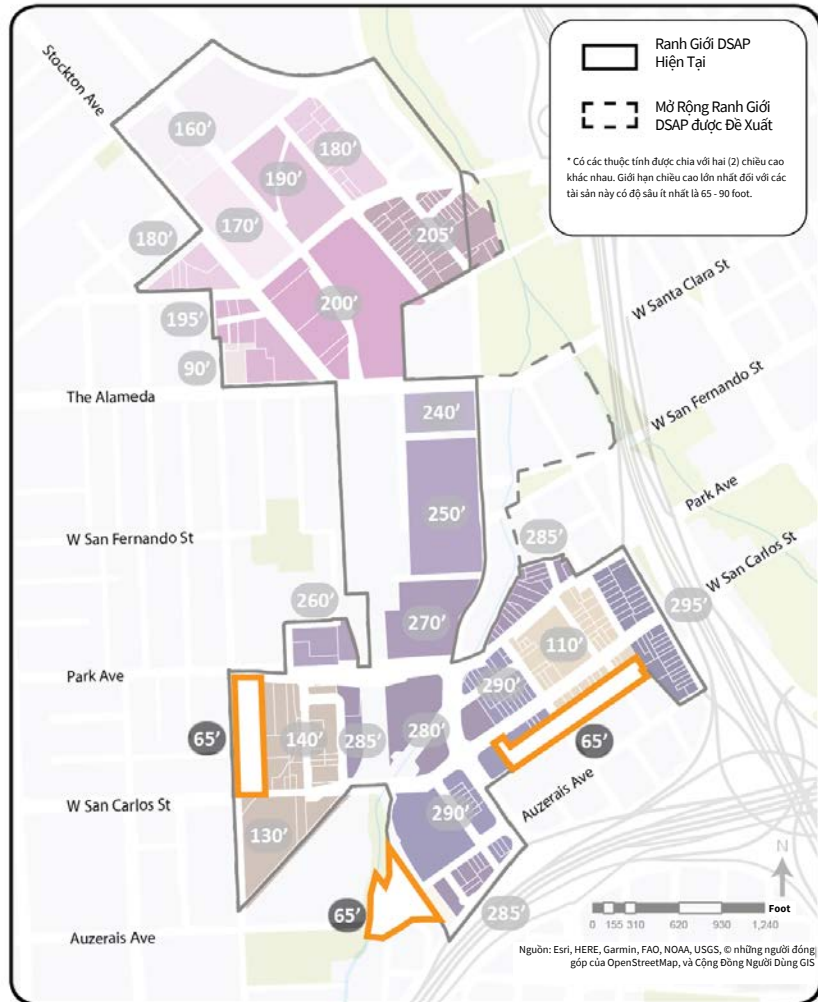 Ranh Giới DSAP
Hiện Tại
Mở Rộng Ranh Giới
DSAP được Đề Xuất
* Có các thuộc tính được chia với hai (2) chiều cao
khác nhau. Giới hạn chiều cao lớn nhất đối với các
tài sản này có độ sâu ít nhất là 65 - 90 foot.
Stockton Ave
160'
180'
190'
170'
205'
180'
200'
195'
90'
W Santa Clara St
The Alameda
240'
W San Fernando St
Park Ave
250'
W San Fernando St
285'
W San Carlos St
260'
270'
295'
110'
Park Ave
290'
65'
140'
285'
280'
65'
W San Carlos St
Auzerais Ave
290'
130'
65'
285'
N
Foot
0 155 310 620 930 1,240
Auzerais Ave
Nguồn: Esri, HERE, Garmin, FAO, NOAA, USGS, © những người đóng
góp của OpenStreetMap, và Cộng Đồng Người Dùng GIS